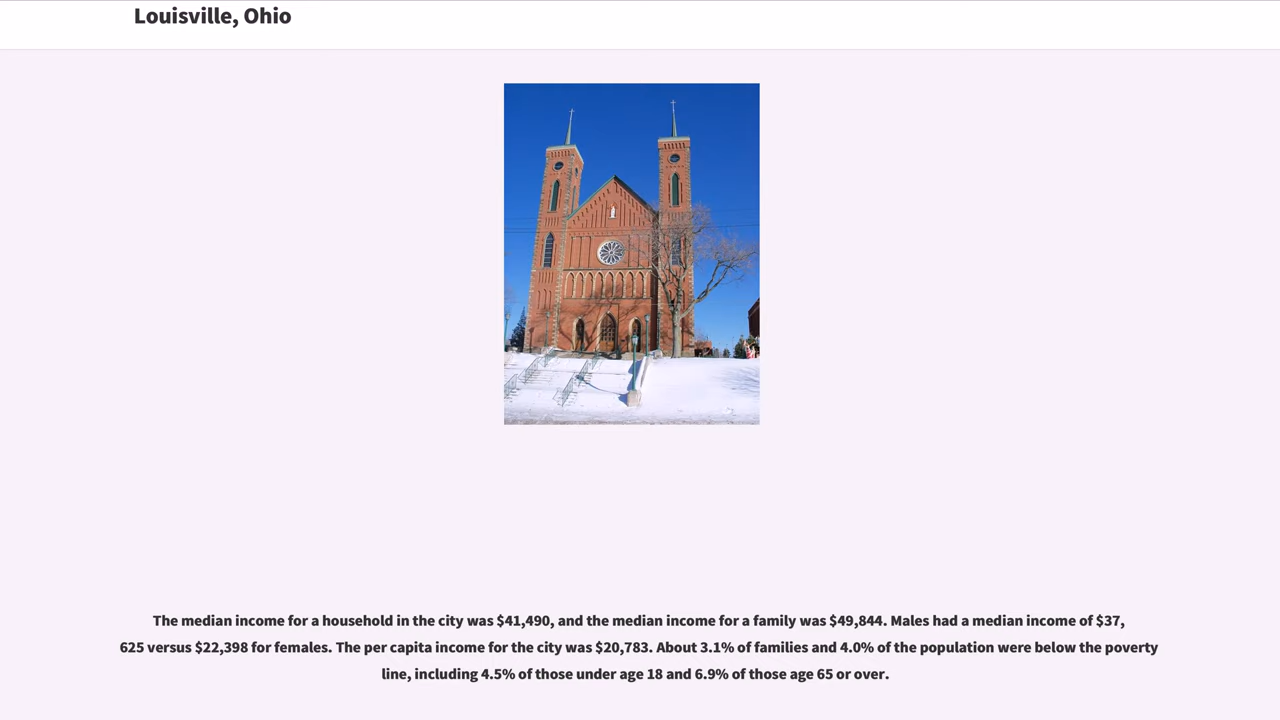 Louisville, Ohio
The median income for a household in the city was $41,490, and the median income for a family was $49,844. Males had a median income of $37,
625 versus $22,398 for females. The per capita income for the city was $20,783. About 3.1% of families and 4.0% of the population were below the poverty
line, including 4.5% of those under age 18 and 6.9% of those age 65 or over.